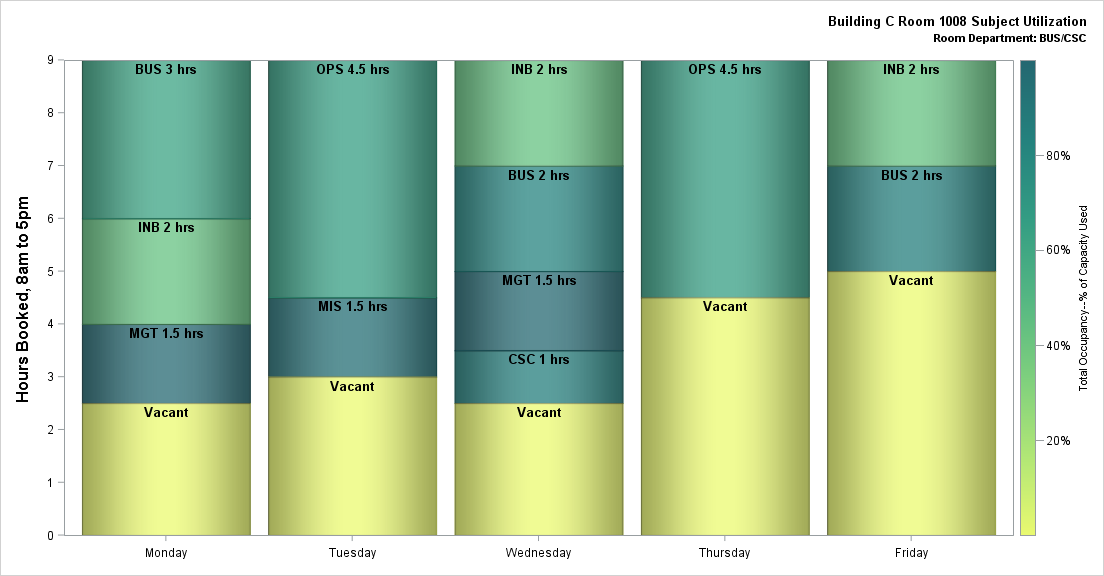 Building C Room 1008 Subject Utilization
Room Department: BUS/CSC
Hours Booked, 8am to 5pm
9
8
7
6
5
4
3
2
1
0
BUS 3 hrs
INB 2 hrs
MGT 1.5 hrs
Vacant
OPS 4.5 hrs
MIS 1.5 hrs
Vacant
INB 2 hrs
BUS 2 hrs
MGT 1.5 hrs
CSC 1 hrs
Vacant
OPS 4.5 hrs
Vacant
INB 2 hrs
BUS 2 hrs
Vacant
Monday
Tuesday
Wednesday
Thursday
Friday
80%
60%
40%
20%
Total Occupancy--% of Capacity Used